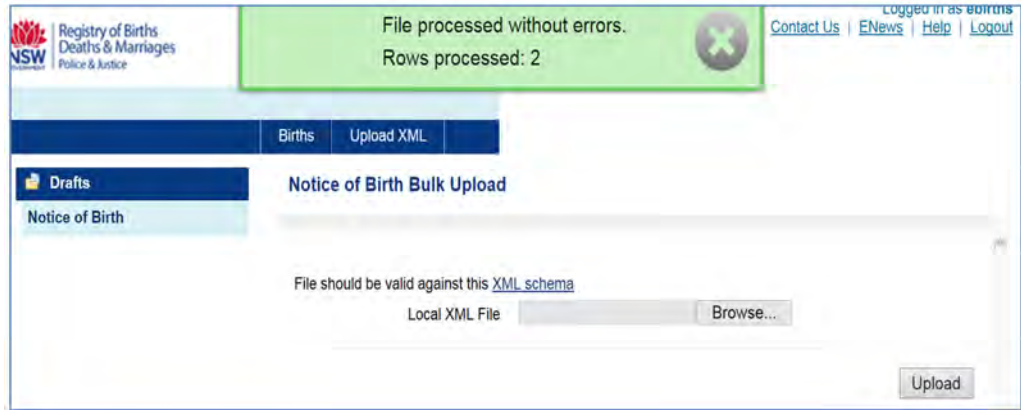 Logged in as ebirths
Registry of Births
Deaths & Marriages
Police & Justice
NSW
File processed without errors.
Rows processed: 2
Contact Us | ENews | Help | Logout
Births
Upload XML
Drafts
Notice of Birth
Notice of Birth Bulk Upload
File should be valid against this XML schema
Local XML File
Browse...
Upload